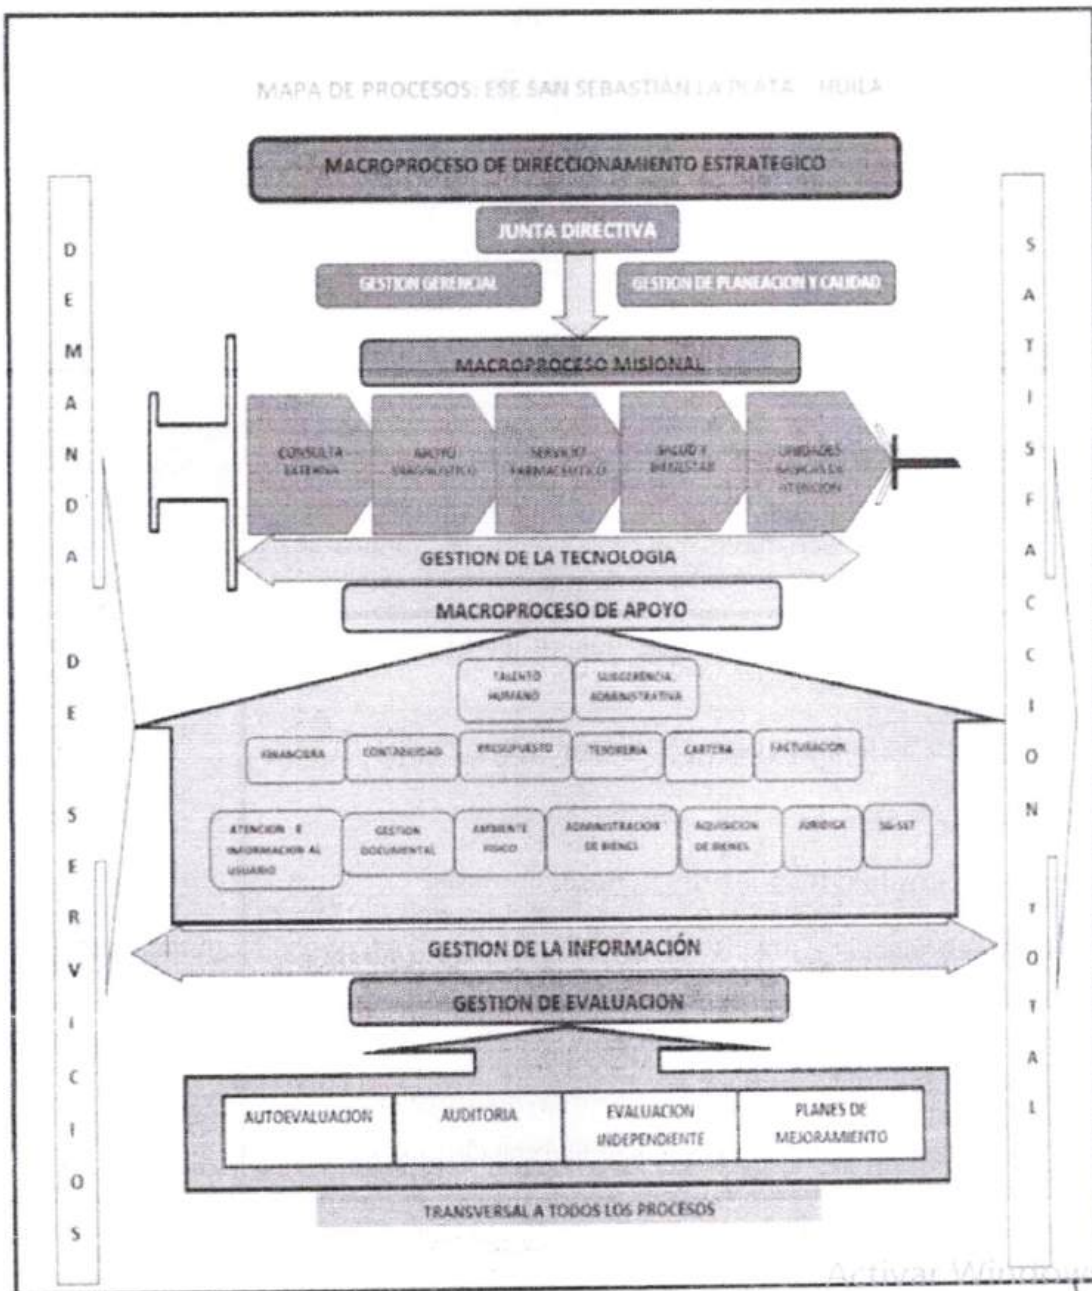 MAPA DE PROCESOS: ESE SAN SEBASTIAN LA PLATA - HUILA
MACROPROCESO DE DIRECCIONAMIENTO ESTRATEGICO
JUNTA DIRECTIVA
GESTION GERENCIAL
GESTION DE PLANEACION Y CALIDAD
MACROPROCESO MISIONAL
CONSULTA
EXTERNA
APOYO
DIAGNOSTICO
SERVICIO
FARMACEUTICO
SALUD Y
BIENESTAR
UNIDADES
BASICAS DE
ATENCION
GESTION DE LA TECNOLOGIA
MACROPROCESO DE APOYO
TALENTO
HUMANO
SUBGERENCIA
ADMINISTRATIVA
FINANCIERA
CONTABILIDAD
PRESUPUESTO
TESORERIA
CARTERA
FACTURACION
ATENCION E
INFORMACION AL
USUARIO
GESTION
DOCUMENTAL
AMBIENTE
FISICO
ADMINISTRACION
DE BIENES
AQUISICION
DE BIENES
JURIDICA
SG-SST
GESTION DE LA INFORMACIÓN
GESTION DE EVALUACION
AUTOEVALUACION
AUDITORIA
EVALUACION
INDEPENDIENTE
PLANES DE
MEJORAMIENTO
TRANSVERSAL A TODOS LOS PROCESOS
DEMANDA DE SERVICIOS
SATISFACCION TOTAL
Activar Windows